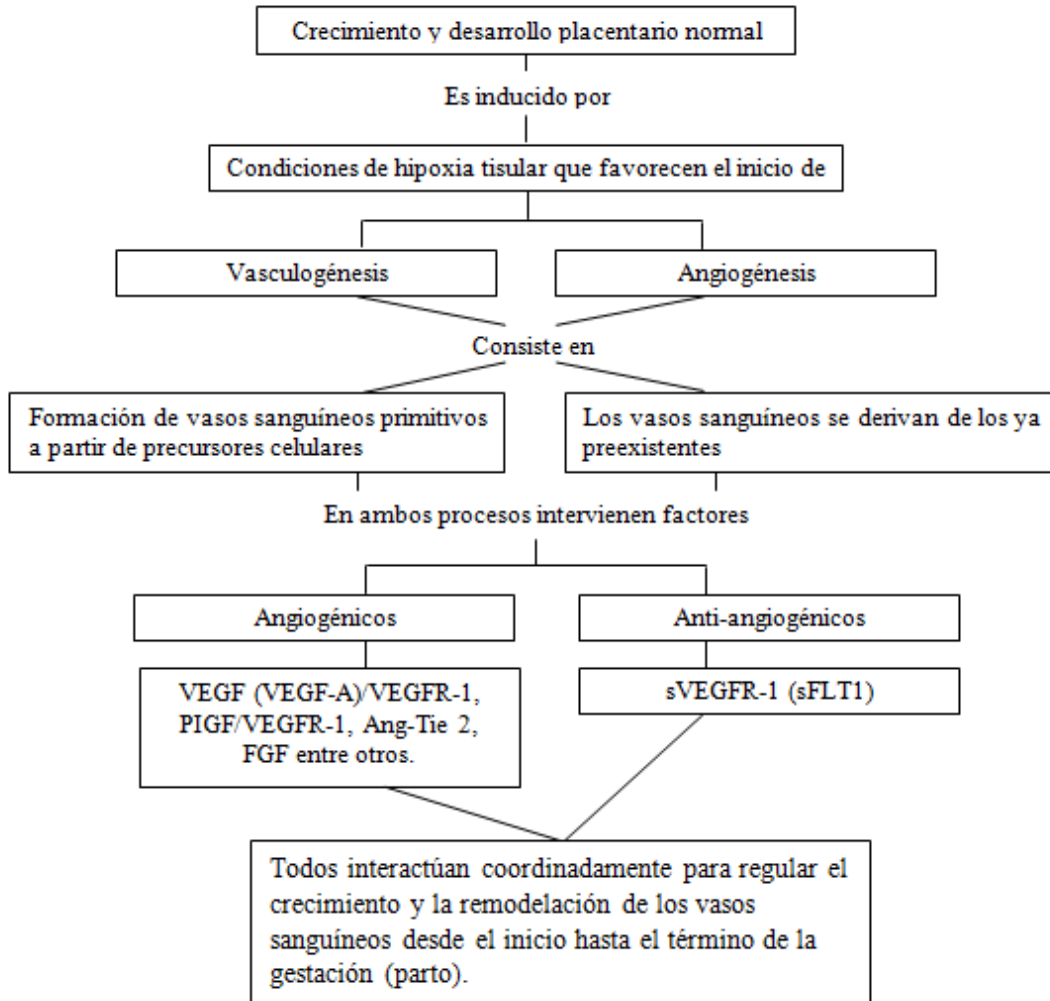 Crecimiento y desarrollo placentario normal
Es inducido por
Condiciones de hipoxia tisular que favorecen el inicio de
Vasculogénesis
Angiogénesis
Consiste en
Formación de vasos sanguíneos primitivos
a partir de precursores celulares
Los vasos sanguíneos se derivan de los ya
preexistentes
En ambos procesos intervienen factores
Angiogénicos
Anti-angiogénicos
VEGF (VEGF-A)/VEGFR-1,
PIGF/VEGFR-1, Ang-Tie 2,
FGF entre otros.
sVEGFR-1 (sFLT1)
Todos interactúan coordinadamente para regular el
crecimiento y la remodelación de los vasos
sanguíneos desde el inicio hasta el término de la
gestación (parto).